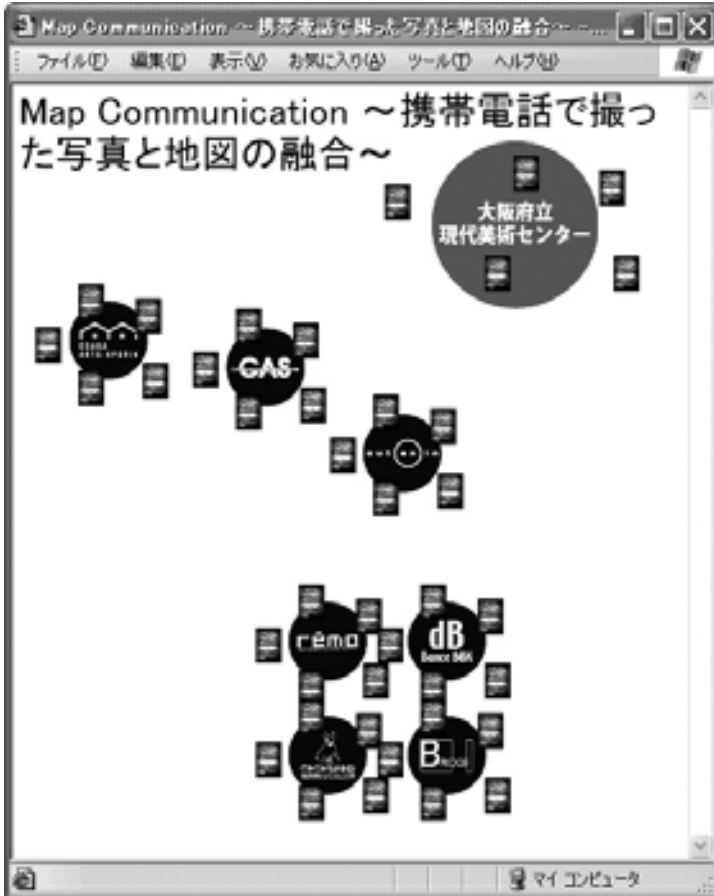 Map Communication ～携帯電話で撮った写真と地図の融合～ -...
ファイル(F) 編集(E) 表示(V) お気に入り(A) ツール(T) ヘルプ(H)
Map Communication ～携帯電話で撮っ
た写真と地図の融合～
大阪府立
現代美術センター
OSAKA
ARTS APORIA
CAS
remo
dB
Dance BOX
BRIDGE
マイ コンピュータ